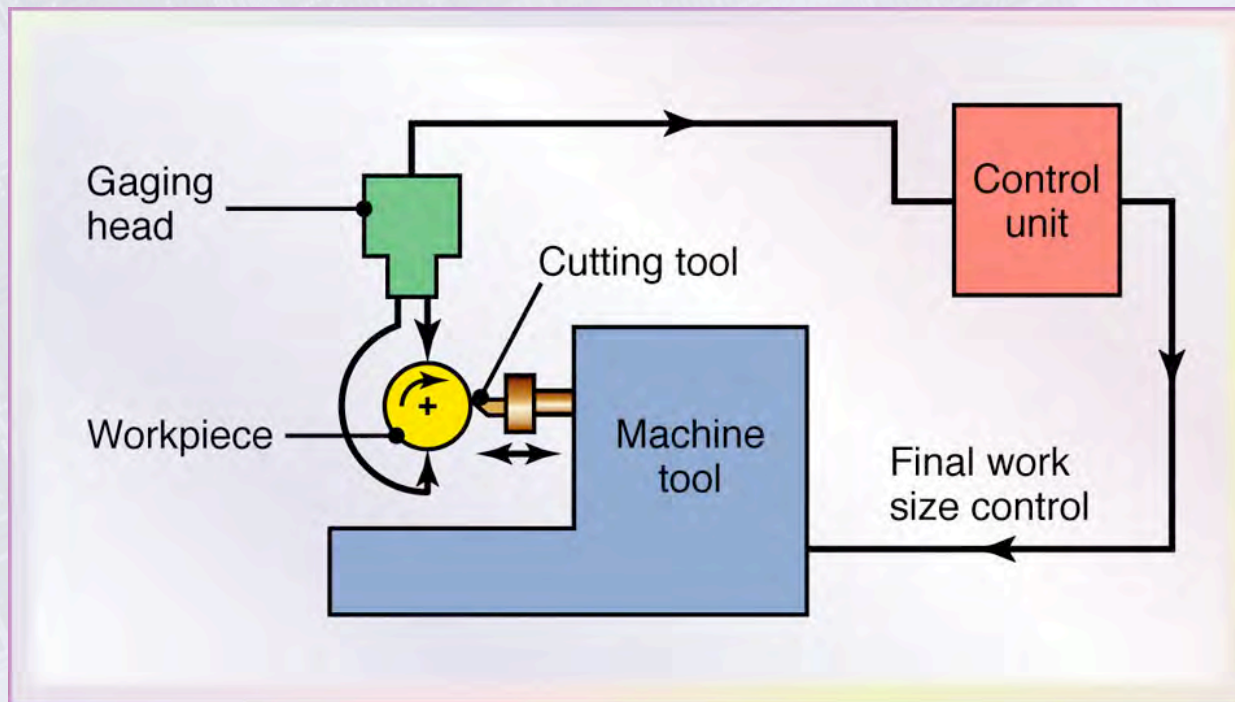 Gaging
head
Control
unit
Cutting tool
Workpiece
Machine
tool
Final work
size control